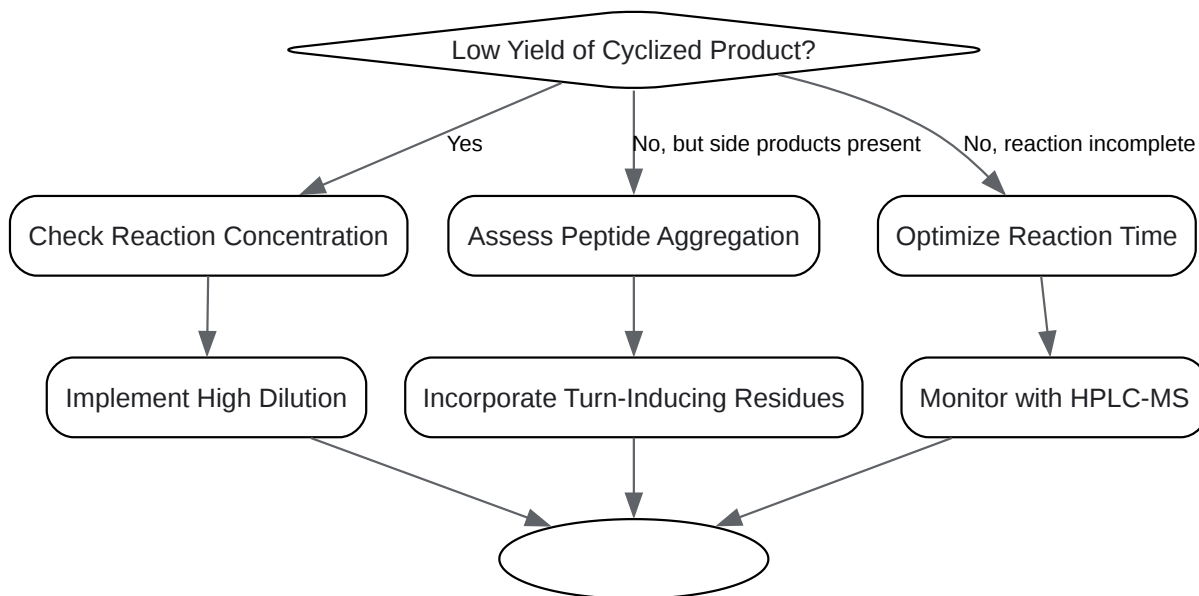 Low Yield of Cyclized Product?
Yes
No, but side products present
No, reaction incomplete
Check Reaction Concentration
Assess Peptide Aggregation
Optimize Reaction Time
Implement High Dilution
Incorporate Turn-Inducing Residues
Monitor with HPLC-MS